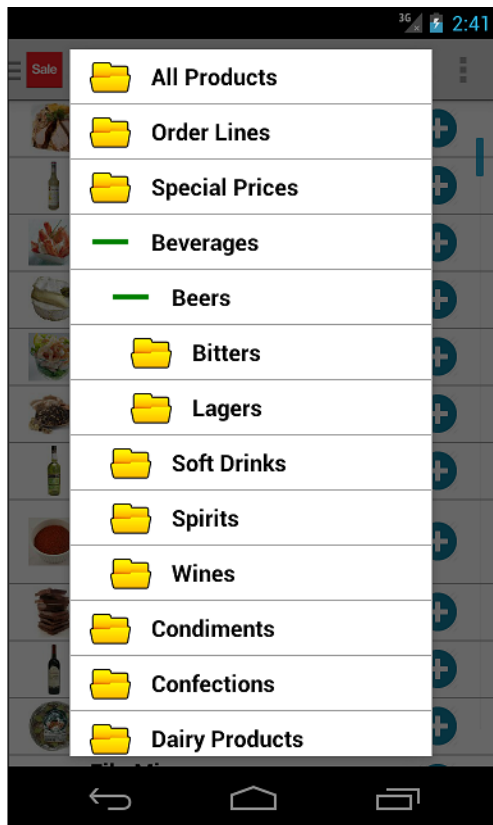 3G
2:41
Sale
All Products
Order Lines
Special Prices
Beverages
Beers
Bitters
Lagers
Soft Drinks
Spirits
Wines
Condiments
Confections
Dairy Products